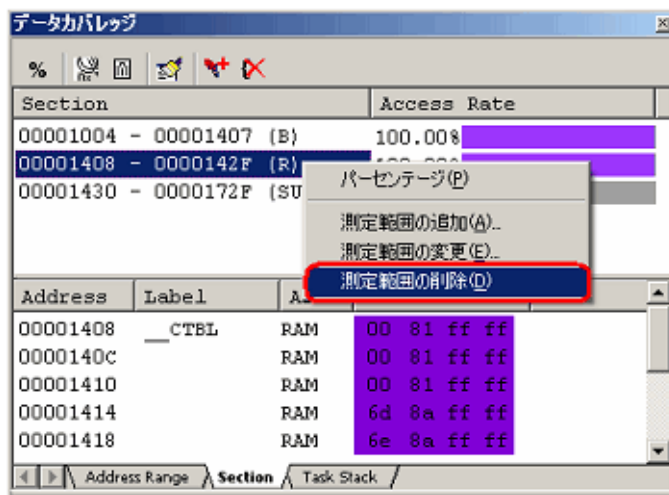 データカバレッジ
%
Section Access Rate
00001004 - 00001407 (B) 100.00%
00001408 - 0000142F (R)
00001430 - 0000172F (SU
パーセンテージ(P)
測定範囲の追加(A)...
測定範囲の変更(E)...
測定範囲の削除(D)
Address Label
00001408 __CTBL RAM 00 81 ff ff
0000140C RAM 00 81 ff ff
00001410 RAM 00 81 ff ff
00001414 RAM 6d 8a ff ff
00001418 RAM 6e 8a ff ff
Address Range Section Task Stack